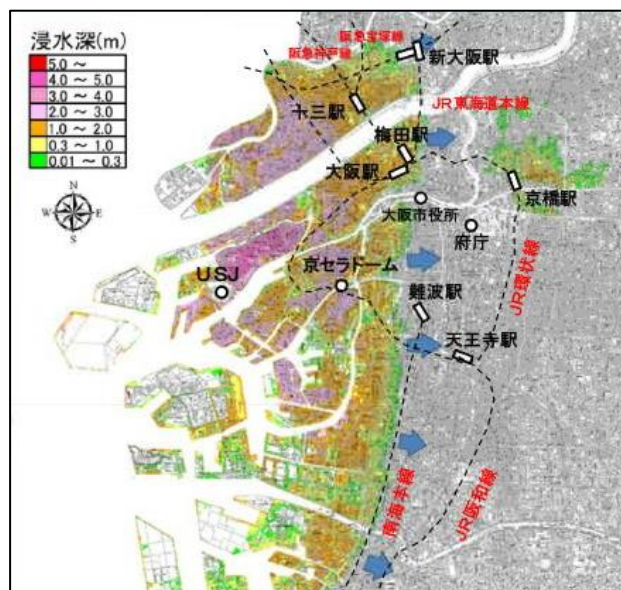 浸水深(m)
5.0 ～
4.0 ～ 5.0
3.0 ～ 4.0
2.0 ～ 3.0
1.0 ～ 2.0
0.3 ～ 1.0
0.01 ～ 0.3
N
W
E
S
阪急宝塚線
阪急神戸線
新大阪駅
十三駅
JR東海道本線
梅田駅
大阪駅
京橋駅
大阪市役所
府庁
京セラドーム
USJ
JR環状線
難波駅
天王寺駅
南海本線
JR阪和線